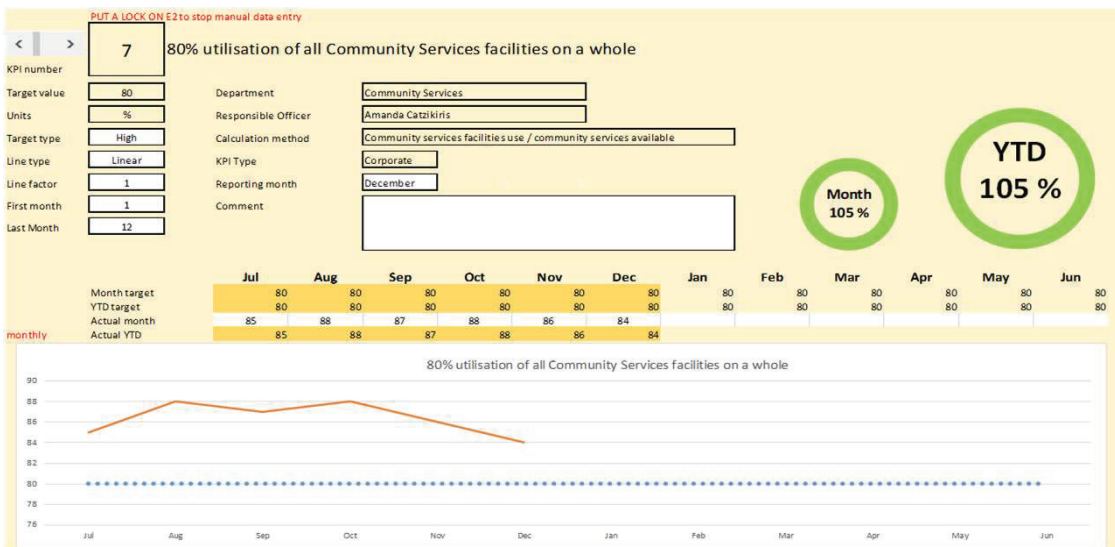 PUT A LOCK ON E2 to stop manual data entry
< >
KPI number
7
80% utilisation of all Community Services facilities on a whole
Target value 80 Department Community Services
Units % Responsible Officer Amanda Catzikiris
Target type High Calculation method Community services facilities use / community services available
Line type Linear KPI Type Corporate
Line factor 1 Reporting month December
First month 1 Comment
Last Month 12
Month
105 %
YTD
105 %
Jul Aug Sep Oct Nov Dec Jan Feb Mar Apr May Jun
Month target 80 80 80 80 80 80 80 80 80 80 80 80
YTD target 80 80 80 80 80 80 80 80 80 80 80 80
Actual month 85 88 87 88 86 84
monthly Actual YTD 85 88 87 88 86 84
80% utilisation of all Community Services facilities on a whole
90
88
86
84
82
80
78
76
Jul Aug Sep Oct Nov Dec Jan Feb Mar Apr May Jun